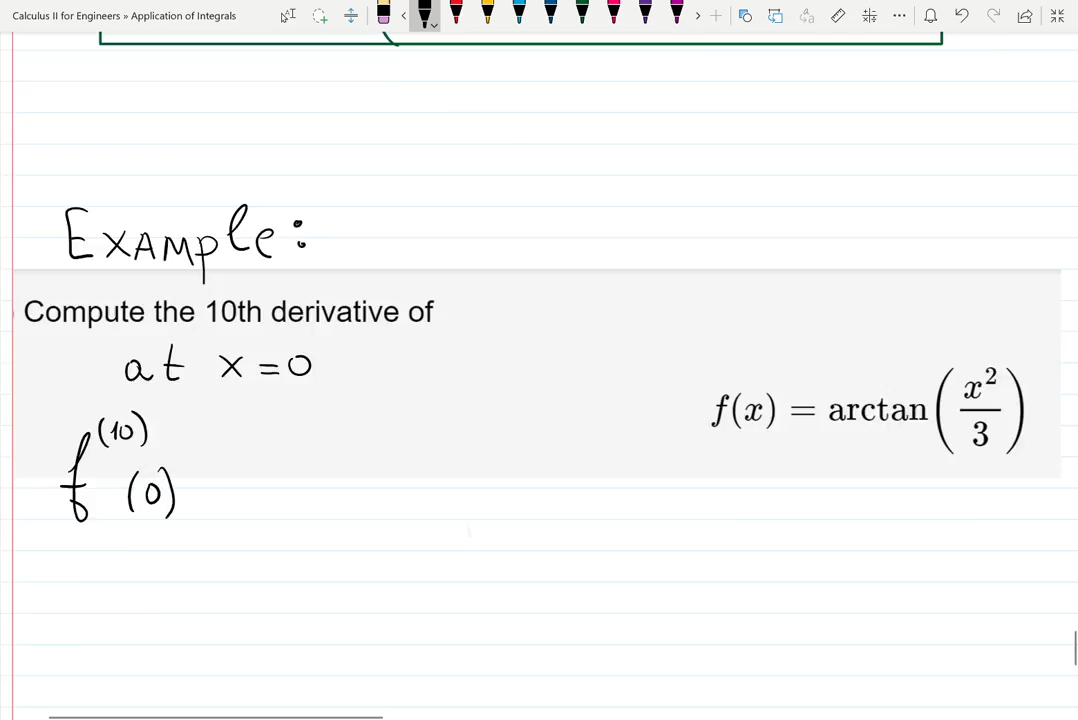 Calculus II for Engineers » Application of Integrals
Example:
Compute the 10th derivative of
at x = 0
f(x) = arctan(x²/3)
f⁽¹⁰⁾(0)